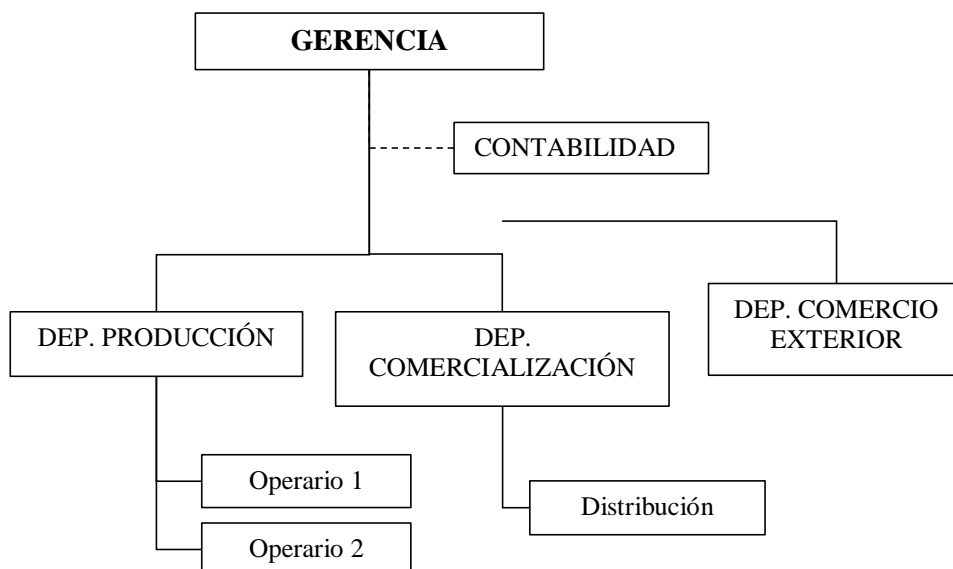 GERENCIA
CONTABILIDAD
DEP. PRODUCCIÓN
DEP.
COMERCIALIZACIÓN
DEP. COMERCIO
EXTERIOR
Operario 1
Distribución
Operario 2